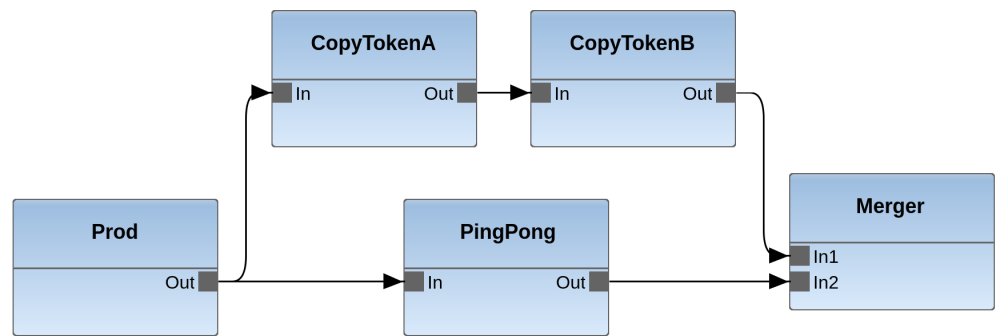 CopyTokenA
In Out
CopyTokenB
In Out
Prod
Out
PingPong
In Out
Merger
In1
In2